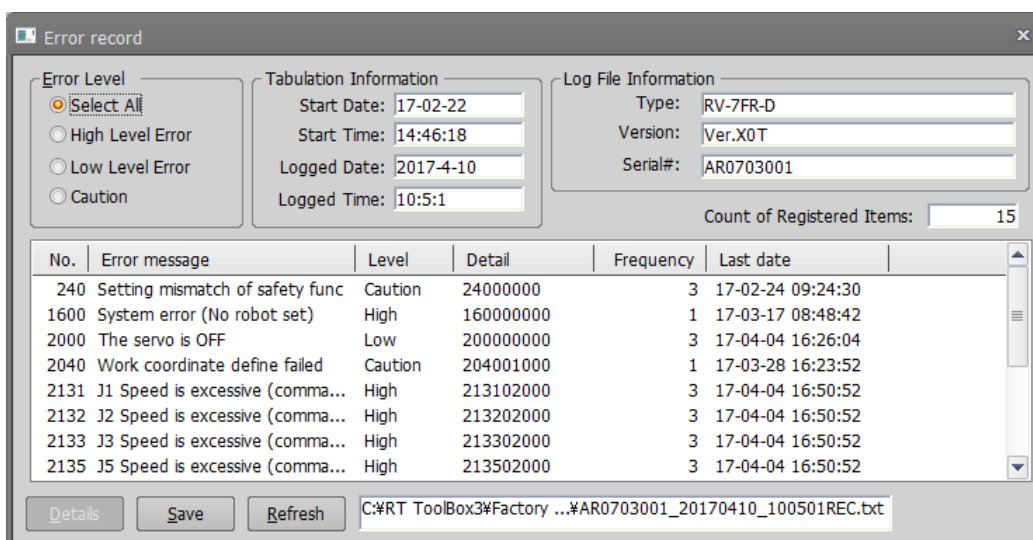 Error record
Error Level
Select All
High Level Error
Low Level Error
Caution
Tabulation Information
Start Date: 17-02-22
Start Time: 14:46:18
Logged Date: 2017-4-10
Logged Time: 10:5:1
Log File Information
Type: RV-7FR-D
Version: Ver.X0T
Serial#: AR0703001
Count of Registered Items: 15
No. Error message Level Detail Frequency Last date
240 Setting mismatch of safety func Caution 24000000 3 17-02-24 09:24:30
1600 System error (No robot set) High 160000000 1 17-03-17 08:48:42
2000 The servo is OFF Low 200000000 3 17-04-04 16:26:04
2040 Work coordinate define failed Caution 204001000 1 17-03-28 16:23:52
2131 J1 Speed is excessive (comma... High 213102000 3 17-04-04 16:50:52
2132 J2 Speed is excessive (comma... High 213202000 3 17-04-04 16:50:52
2133 J3 Speed is excessive (comma... High 213302000 3 17-04-04 16:50:52
2135 J5 Speed is excessive (comma... High 213502000 3 17-04-04 16:50:52
Details Save Refresh C:¥RT ToolBox3¥Factory ...¥AR0703001_20170410_100501REC.txt